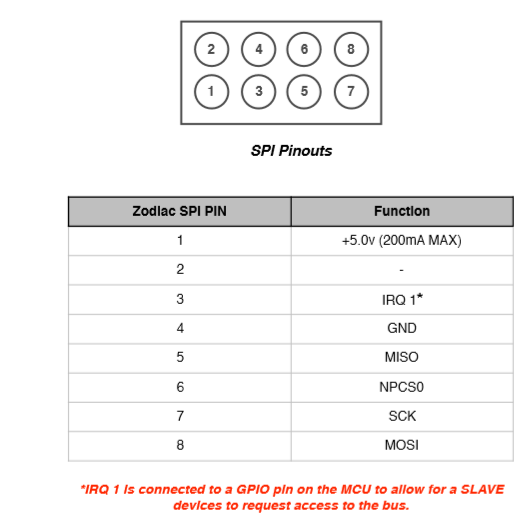 2 4 6 8
1 3 5 7
SPI Pinouts
Zodiac SPI PIN Function
1 +5.0v (200mA MAX)
2 -
3 IRQ 1*
4 GND
5 MISO
6 NPCS0
7 SCK
8 MOSI
*IRQ 1 is connected to a GPIO pin on the MCU to allow for a SLAVE
devices to request access to the bus.